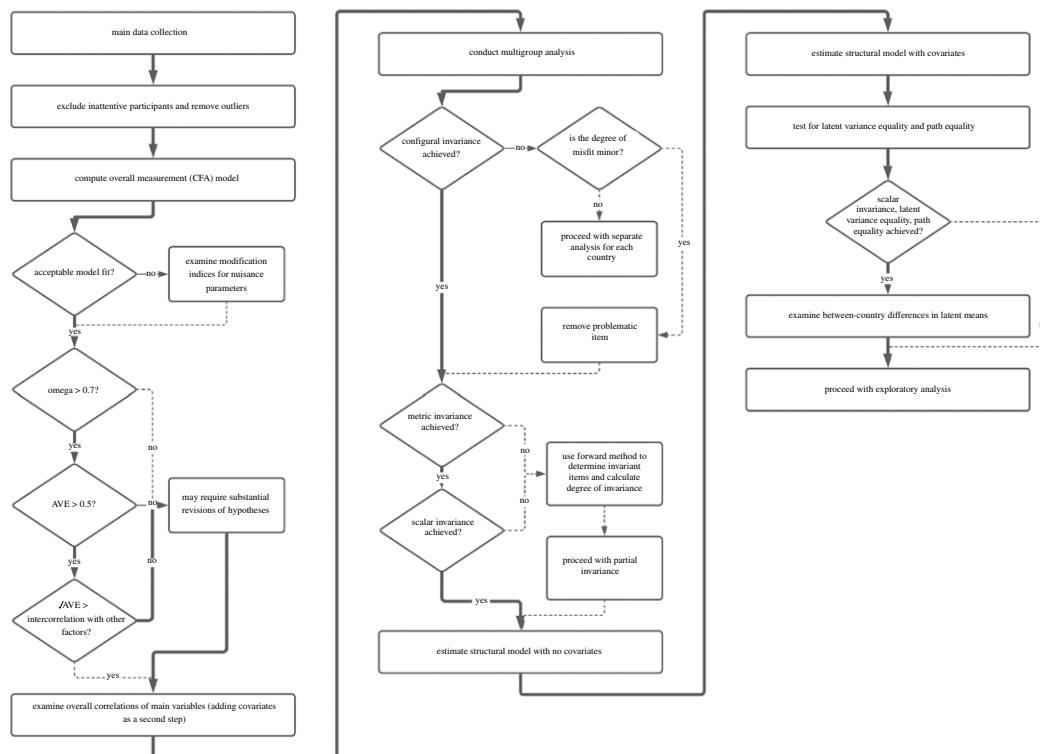 main data collection
exclude inattentive participants and remove outliers
compute overall measurement (CFA) model
acceptable model fit?
no
examine modification
indices for nuisance
parameters
yes
omega > 0.7?
no
yes
AVE > 0.5?
no
may require substantial
revisions of hypotheses
yes
no
√AVE >
intercorrelation with other
factors?
yes
examine overall correlations of main variables (adding covariates
as a second step)
conduct multigroup analysis
configural invariance
achieved?
no
is the degree of
misfit minor?
no
yes
proceed with separate
analysis for each
country
yes
remove problematic
item
metric invariance
achieved?
no
yes
use forward method to
determine invariant
items and calculate
degree of invariance
no
scalar invariance
achieved?
proceed with partial
invariance
yes
estimate structural model with no covariates
estimate structural model with covariates
test for latent variance equality and path equality
scalar
invariance, latent
variance equality, path
equality achieved?
yes
examine between-country differences in latent means
proceed with exploratory analysis